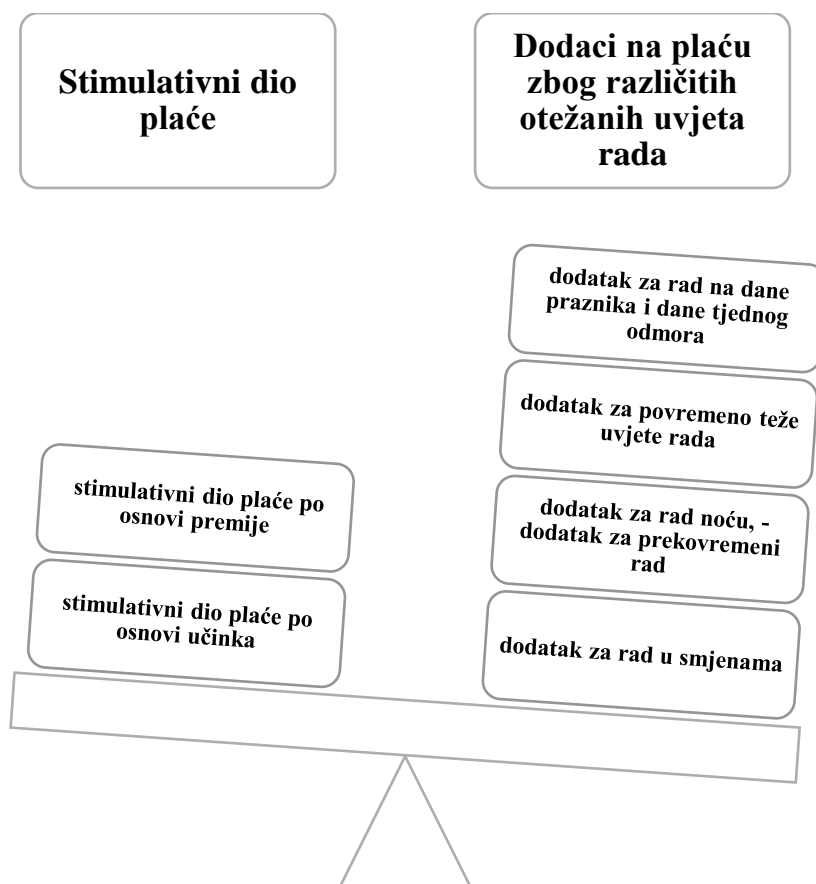 Stimulativni dio
plaće
Dodaci na plaću
zbog različitih
otežanih uvjeta
rada
stimulativni dio plaće po
osnovi premije
stimulativni dio plaće po
osnovi učinka
dodatak za rad na dane
praznika i dane tjednog
odmora
dodatak za povremeno teže
uvjete rada
dodatak za rad noću, -
dodatak za prekovremeni
rad
dodatak za rad u smjenama